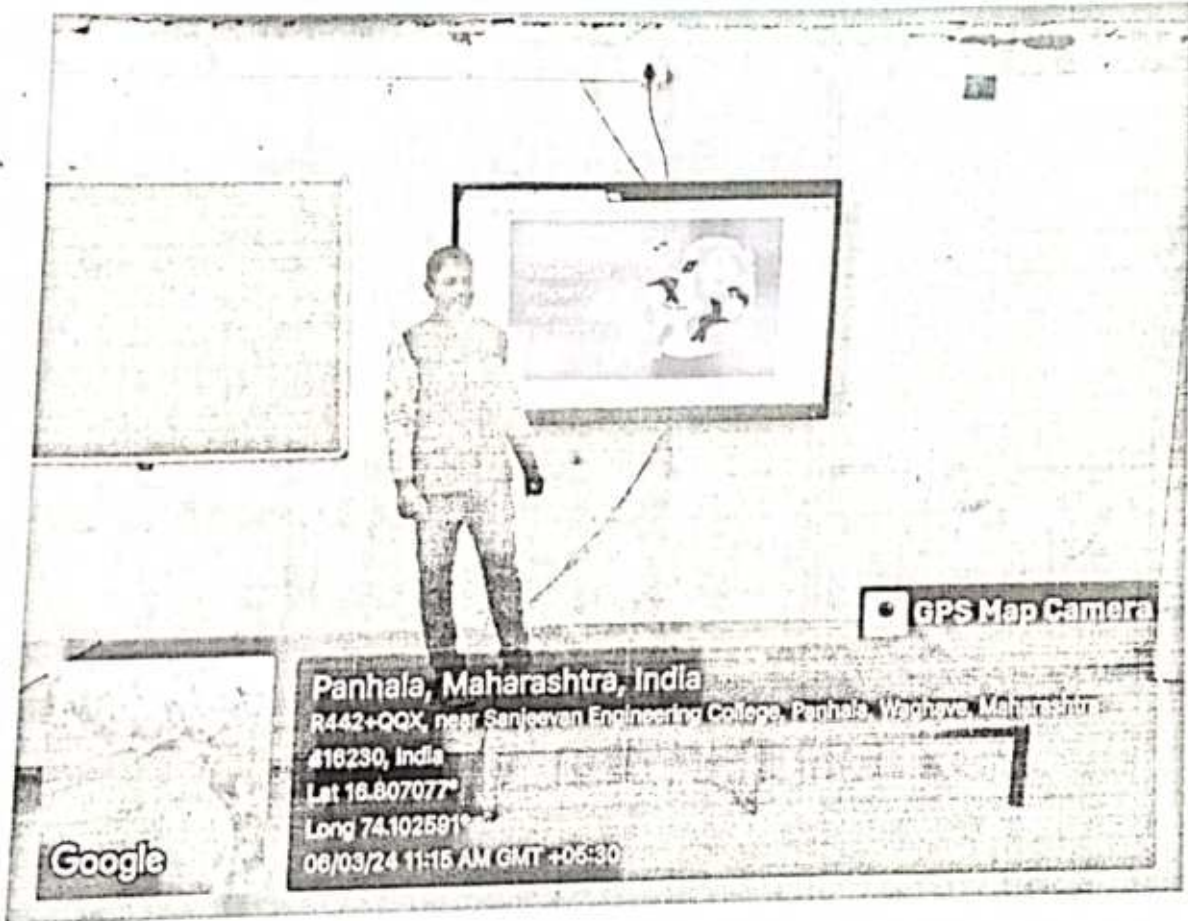 GPS Map Camera
Panhala, Maharashtra, India
R442+QQX, near Sanjeevan Engineering College, Panhala, Waghave, Maharashtra
416230, India
Lat 16.807077°
Long 74.102591°
06/03/24 11:15 AM GMT +05:30
Google